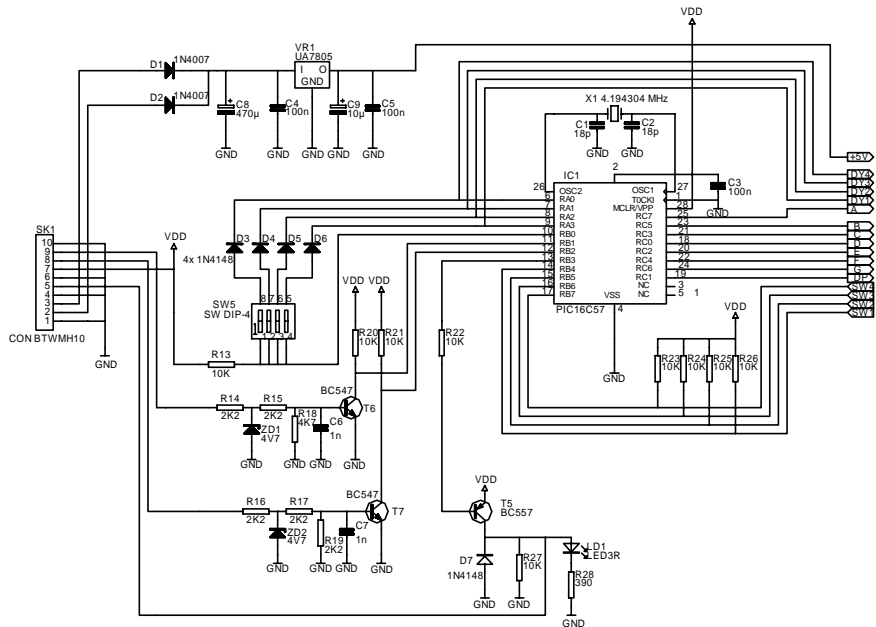 VDD
VR1
UA7805
I O
GND
D1
1N4007
D2
1N4007
C8
470µ
C4
100n
C9
10µ
C5
100n
GND GND GND GND GND
X1 4.194304 MHz
C1
18p
C2
18p
GND GND
2
C3
100n
GND
IC1
26 OSC2 OSC1 27
6 RA0 T0CKI 1
7 RA1 MCLR/VPP 28
8 RA2 RC7 25
9 RA3 RC5 23
10 RB0 RC3 21
11 RB1 RC0 18
12 RB2 RC2 20
13 RB3 RC4 22
14 RB4 RC6 24
15 RB5 RC1 19
16 RB6 NC 3
17 RB7 NC 5 1
VSS
4
PIC16C57
GND
+5V
DY4
DY3
DY2
DY1
A
B
C
D
E
F
G
DP
SW4
SW3
SW2
SW1
SK1
10
9
8
7
6
5
4
3
2
1
CON BTWMH10
GND
D3 D4 D5 D6
4x 1N4148
8 7 6 5
SW5
SW DIP-4
1 2 3 4
VDD
R13
10K
VDD VDD
R20
10K
R21
10K
R22
10K
VDD
R23
10K
R24
10K
R25
10K
R26
10K
R14
2K2
R15
2K2
ZD1
4V7
R18
4K7
C6
1n
BC547
T6
GND GND GND GND
R16
2K2
R17
2K2
ZD2
4V7
R19
2K2
C7
1n
BC547
T7
GND GND GND GND
VDD
T5
BC557
D7
1N4148
R27
10K
LD1
LED3R
R28
390
GND GND GND